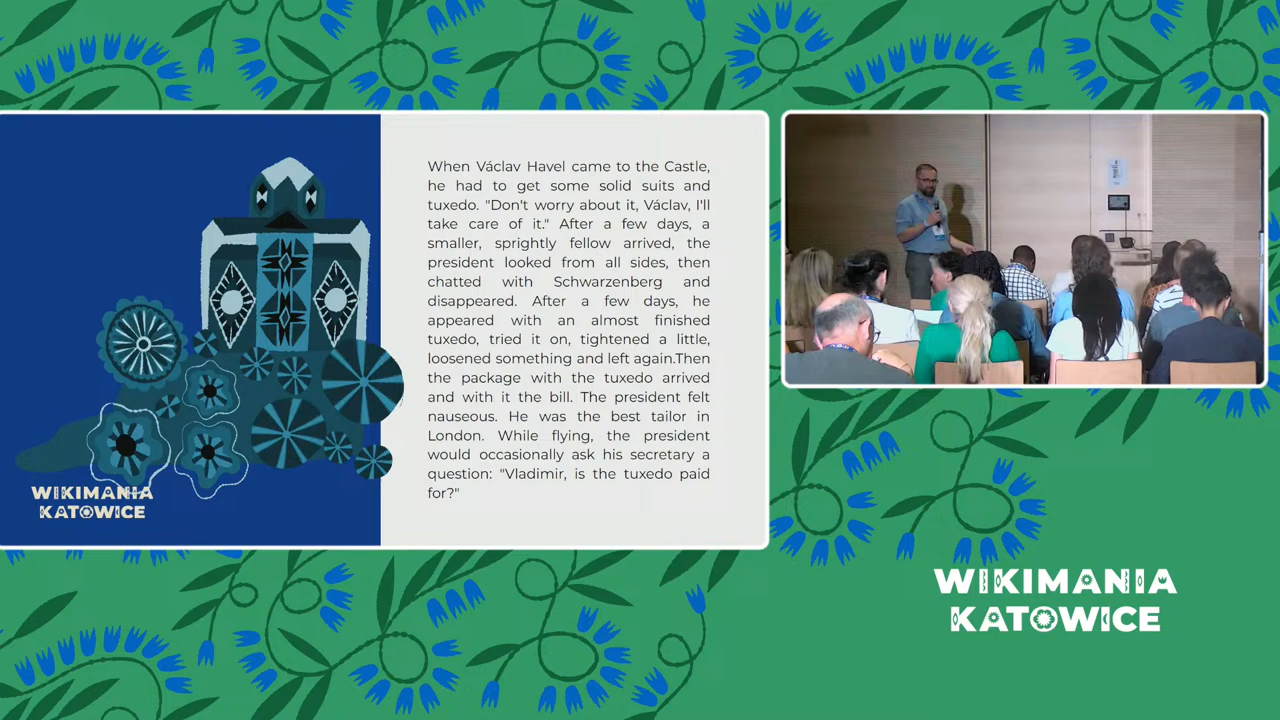 When Václav Havel came to the Castle,
he had to get some solid suits and
tuxedo. "Don't worry about it, Václav, I'll
take care of it." After a few days, a
smaller, sprightly fellow arrived, the
president looked from all sides, then
chatted with Schwarzenberg and
disappeared. After a few days, he
appeared with an almost finished
tuxedo, tried it on, tightened a little,
loosened something and left again.Then
the package with the tuxedo arrived
and with it the bill. The president felt
nauseous. He was the best tailor in
London. While flying, the president
would occasionally ask his secretary a
question: "Vladimir, is the tuxedo paid
for?"
WIKIMANIA
KATOWICE
WIKIMANIA
KATOWICE